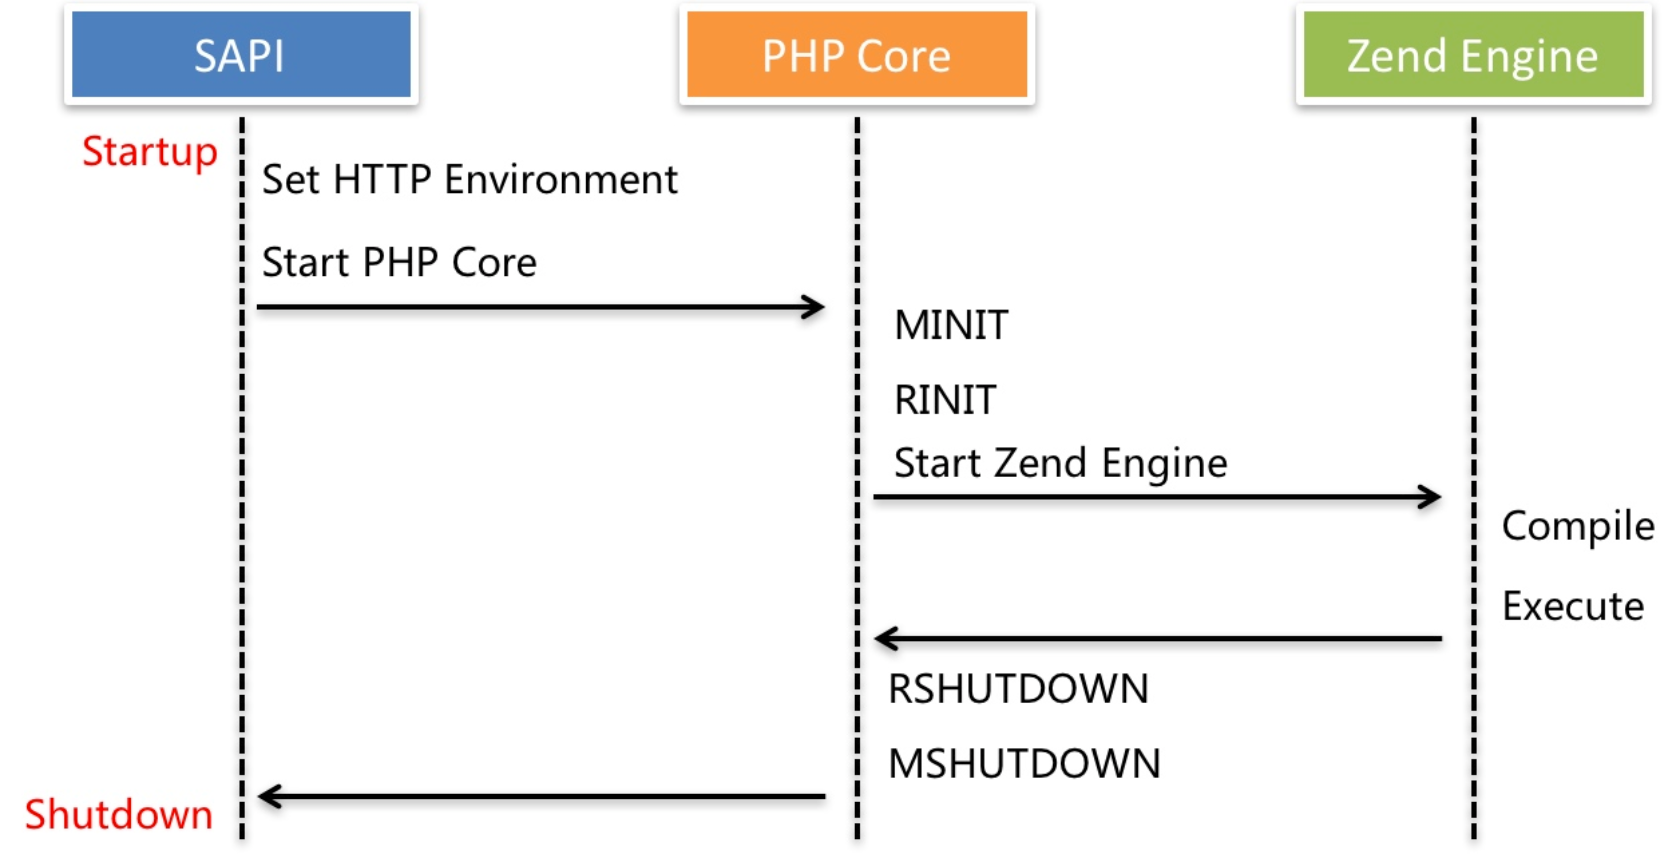 SAPI
PHP Core
Zend Engine
Startup
Set HTTP Environment
Start PHP Core
MINIT
RINIT
Start Zend Engine
Compile
Execute
RSHUTDOWN
MSHUTDOWN
Shutdown